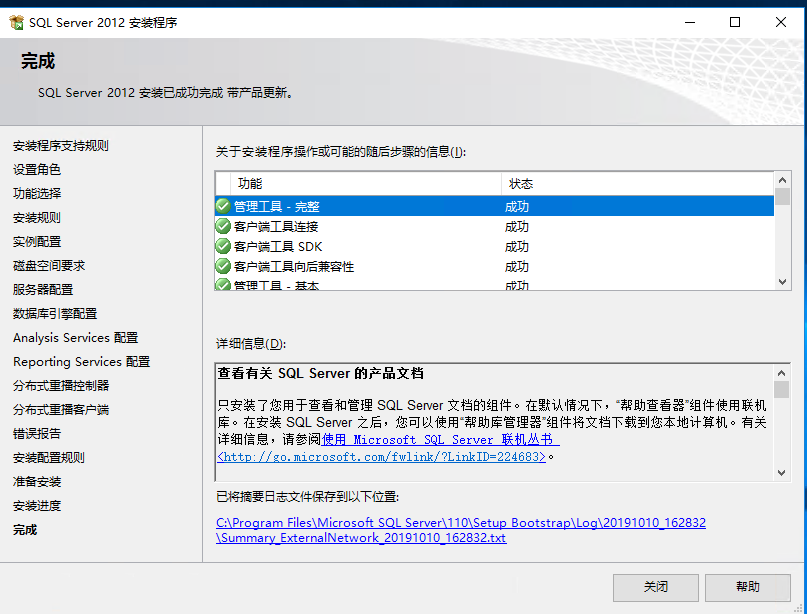 SQL Server 2012 安装程序
完成
SQL Server 2012 安装已成功完成 带产品更新。
安装程序支持规则
设置角色
功能选择
安装规则
实例配置
磁盘空间要求
服务器配置
数据库引擎配置
Analysis Services 配置
Reporting Services 配置
分布式重播控制器
分布式重播客户端
错误报告
安装配置规则
准备安装
安装进度
完成
关于安装程序操作或可能的随后步骤的信息(I):
功能 状态
管理工具 - 完整 成功
客户端工具连接 成功
客户端工具 SDK 成功
客户端工具向后兼容性 成功
管理工具 - 基本 成功
详细信息(D):
查看有关 SQL Server 的产品文档
只安装了您用于查看和管理 SQL Server 文档的组件。在默认情况下，“帮助查看器”组件使用联机
库。在安装 SQL Server 之后，您可以使用“帮助库管理器”组件将文档下载到您本地计算机。有关
详细信息，请参阅使用 Microsoft SQL Server 联机丛书
<http://go.microsoft.com/fwlink/?LinkID=224683>。
已将摘要日志文件保存到以下位置:
C:\Program Files\Microsoft SQL Server\110\Setup Bootstrap\Log\20191010_162832
\Summary_ExternalNetwork_20191010_162832.txt
关闭 帮助